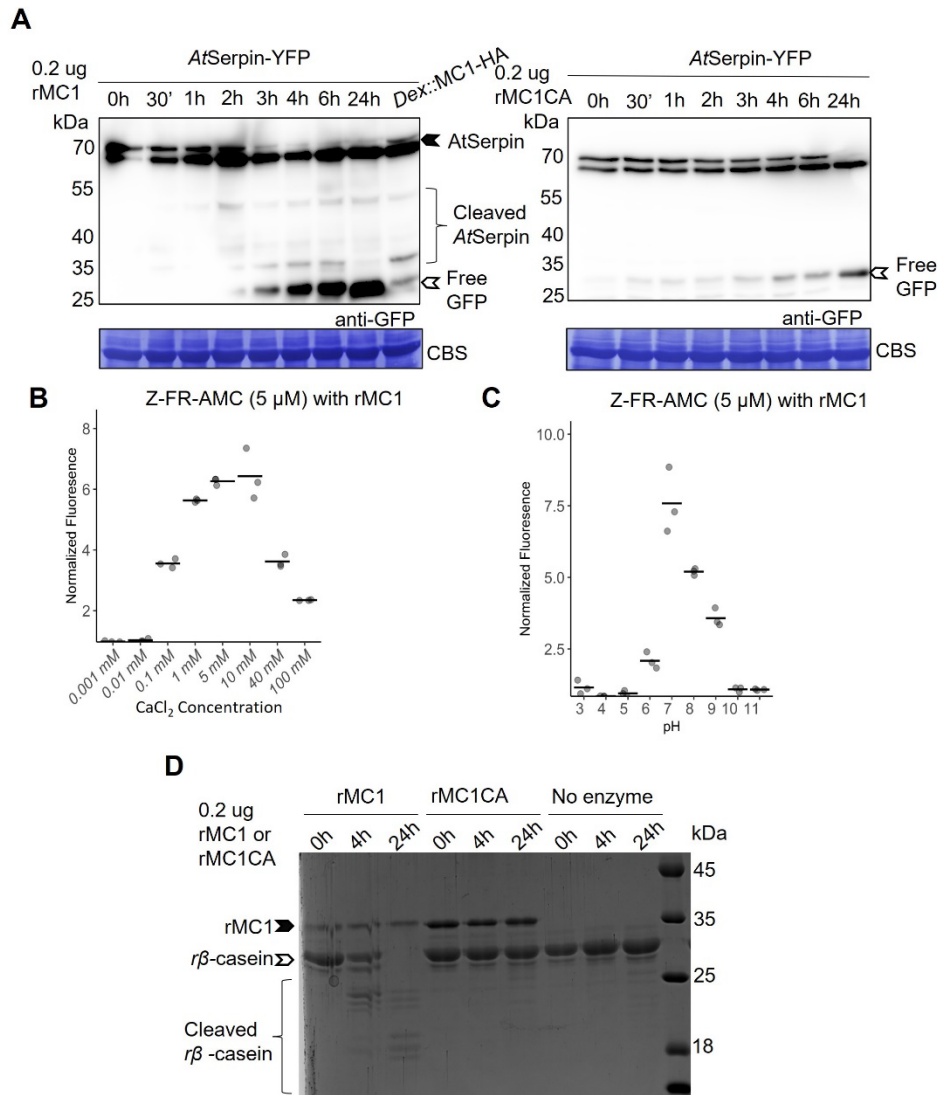 A
AtSerpin-YFP
0.2 ug
rMC1
0h 30’ 1h 2h 3h 4h 6h 24h Dex::MC1-HA
kDa
70
55
40
35
25
AtSerpin
Cleaved
AtSerpin
Free
GFP
anti-GFP
CBS
AtSerpin-YFP
0.2 ug
rMC1CA
0h 30’ 1h 2h 3h 4h 6h 24h
kDa
70
55
40
35
25
Free
GFP
anti-GFP
CBS
B
Z-FR-AMC (5 µM) with rMC1
Normalized Fluoresence
8
6
4
2
0.001 mM 0.01 mM 0.1 mM 1 mM 5 mM 10 mM 40 mM 100 mM
CaCl₂ Concentration
C
Z-FR-AMC (5 µM) with rMC1
Normalized Fluoresence
10.0
7.5
5.0
2.5
3 4 5 6 7 8 9 10 11
pH
D
rMC1 rMC1CA No enzyme
0.2 ug
rMC1 or
rMC1CA
0h 4h 24h 0h 4h 24h 0h 4h 24h
kDa
45
35
25
18
rMC1
rβ-casein
Cleaved
rβ -casein